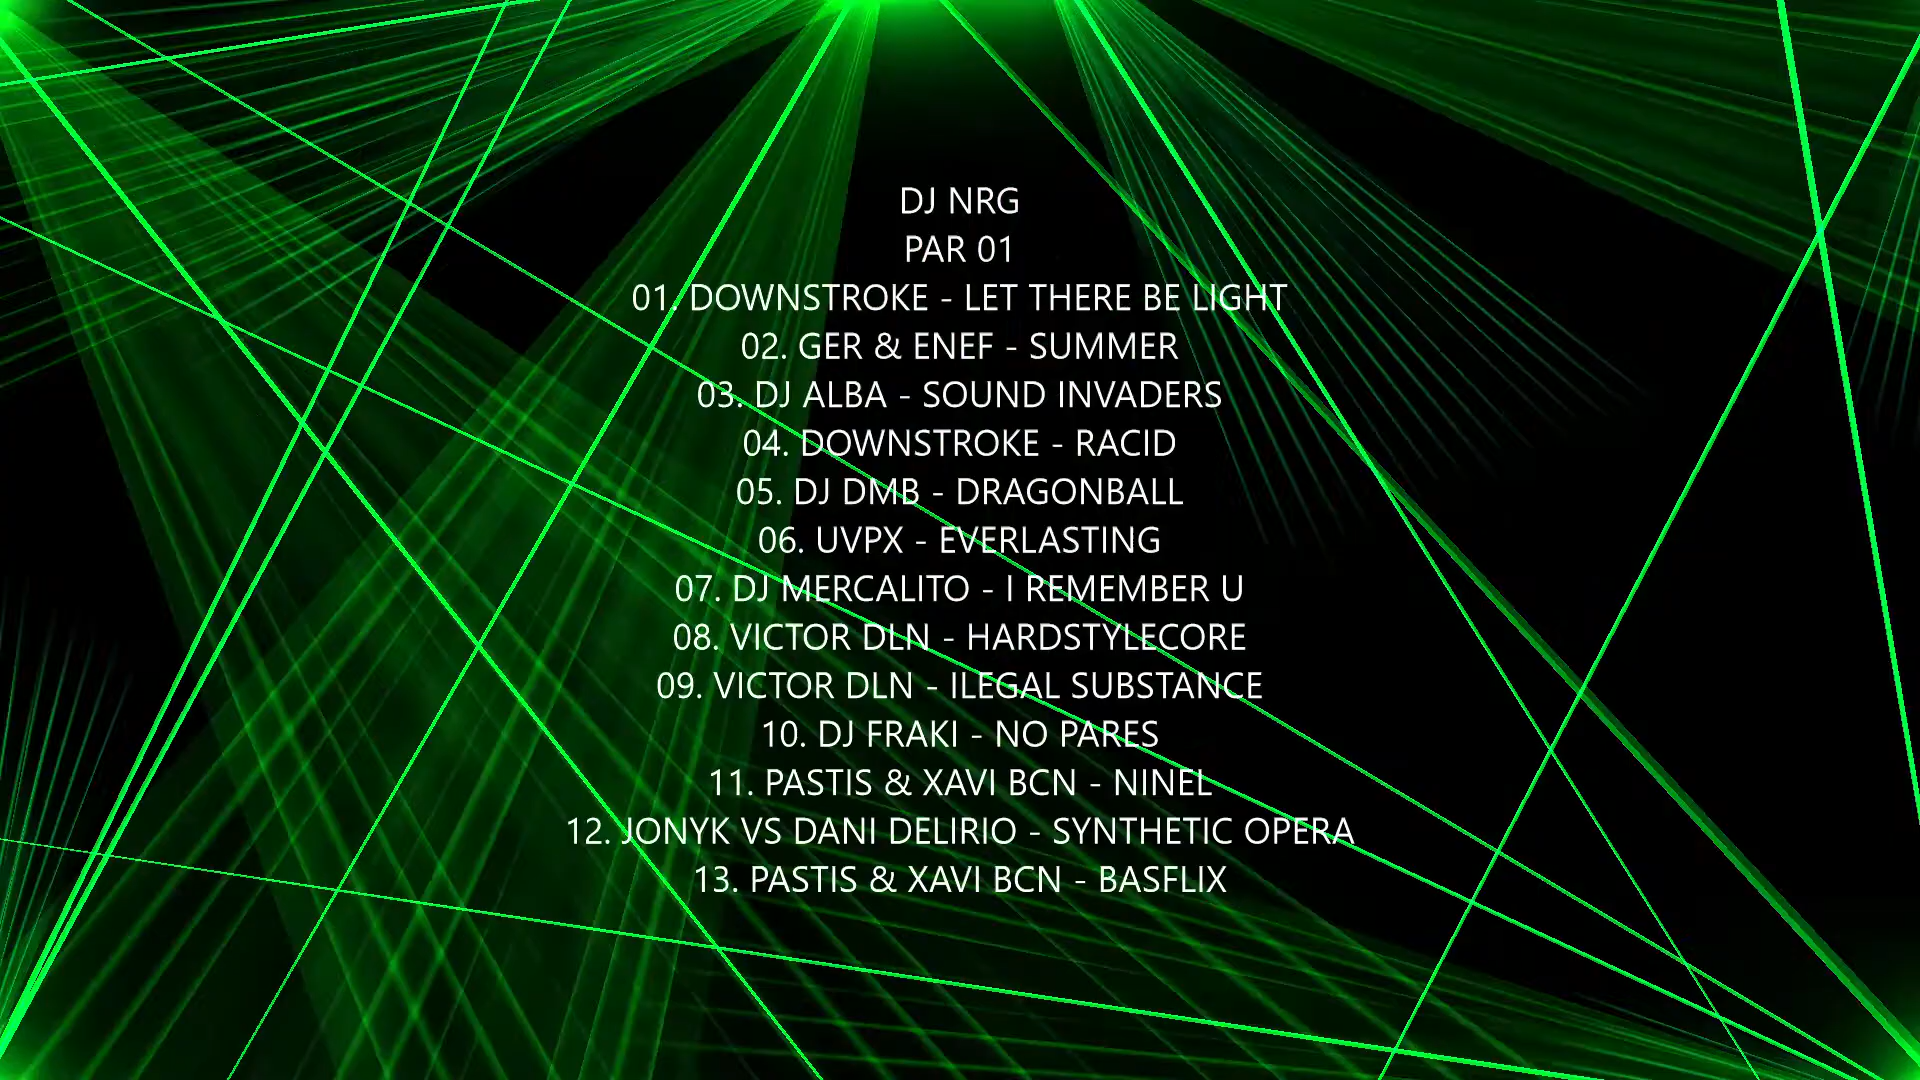 DJ NRG
PAR 01
01. DOWNSTROKE - LET THERE BE LIGHT
02. GER & ENEF - SUMMER
03. DJ ALBA - SOUND INVADERS
04. DOWNSTROKE - RACID
05. DJ DMB - DRAGONBALL
06. UVPX - EVERLASTING
07. DJ MERCALITO - I REMEMBER U
08. VICTOR DLN - HARDSTYLECORE
09. VICTOR DLN - ILEGAL SUBSTANCE
10. DJ FRAKI - NO PARES
11. PASTIS & XAVI BCN - NINEL
12. JONYK VS DANI DELIRIO - SYNTHETIC OPERA
13. PASTIS & XAVI BCN - BASFLIX